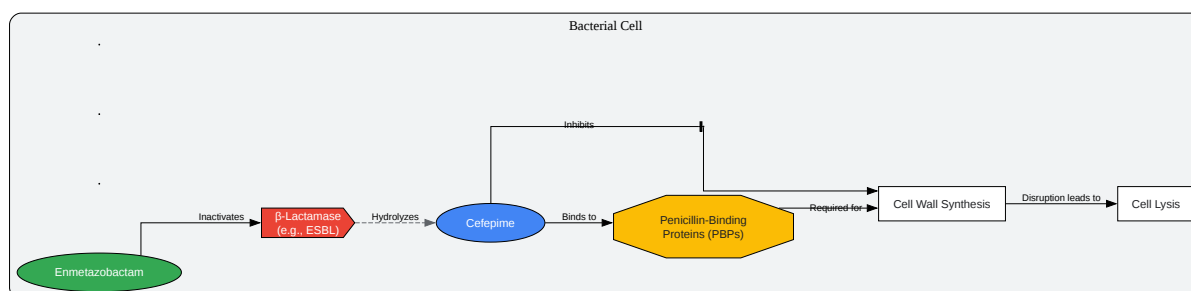 Bacterial Cell
Inhibits
Inactivates
β-Lactamase
(e.g., ESBL)
Hydrolyzes
Cefepime
Binds to
Penicillin-Binding
Proteins (PBPs)
Required for
Cell Wall Synthesis
Disruption leads to
Cell Lysis
Enmetazobactam